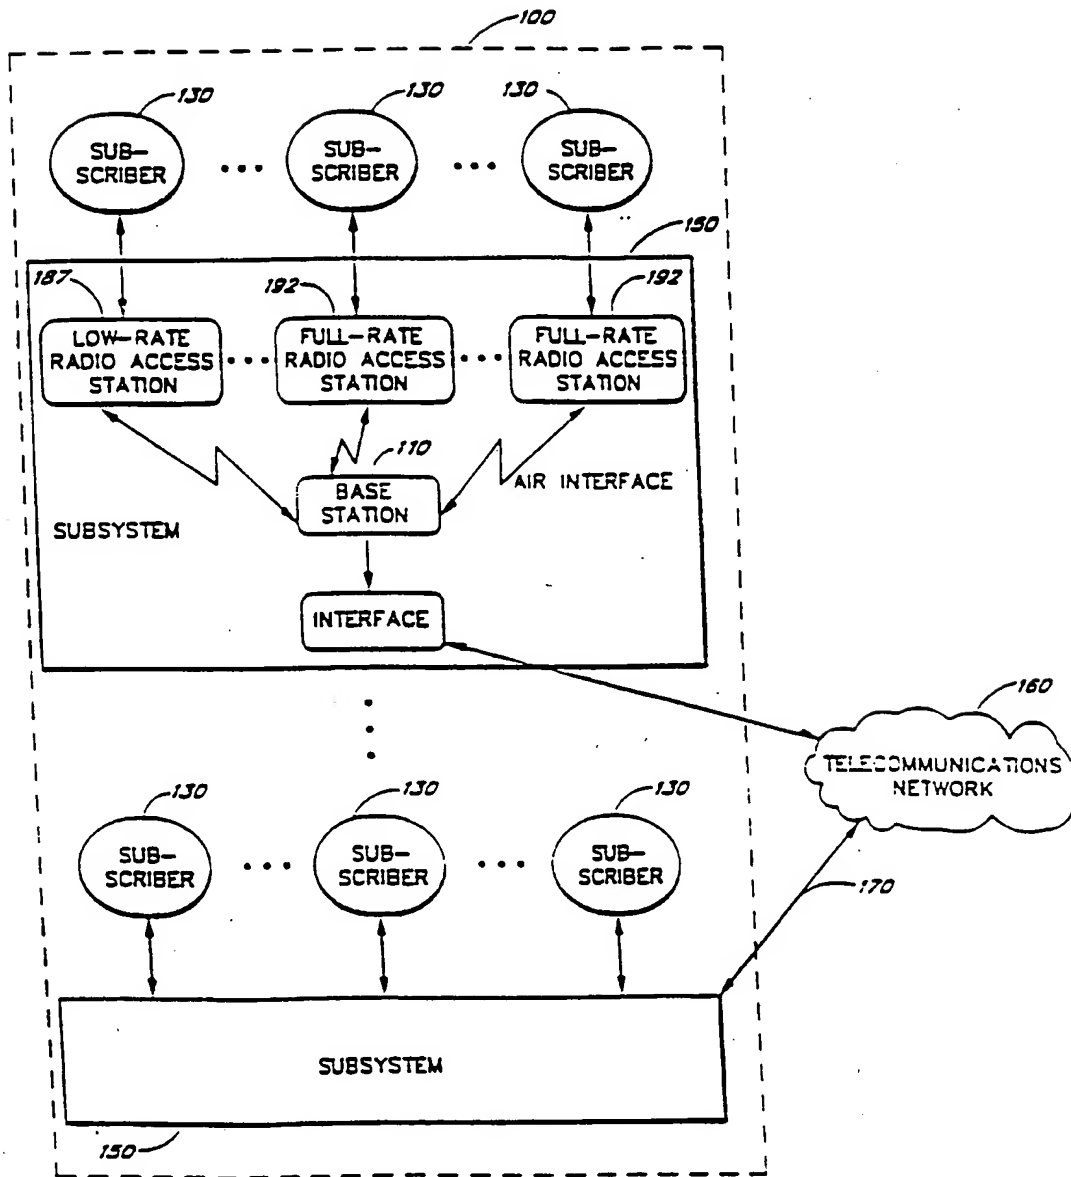 100
130 130 130
SUB-
SCRIBER
SUB-
SCRIBER
SUB-
SCRIBER
150
187
192
192
LOW-RATE
RADIO ACCESS
STATION
FULL-RATE
RADIO ACCESS
STATION
FULL-RATE
RADIO ACCESS
STATION
110
BASE
STATION
AIR INTERFACE
SUBSYSTEM
INTERFACE
160
TELECOMMUNICATIONS
NETWORK
130 130 130
SUB-
SCRIBER
SUB-
SCRIBER
SUB-
SCRIBER
170
SUBSYSTEM
150